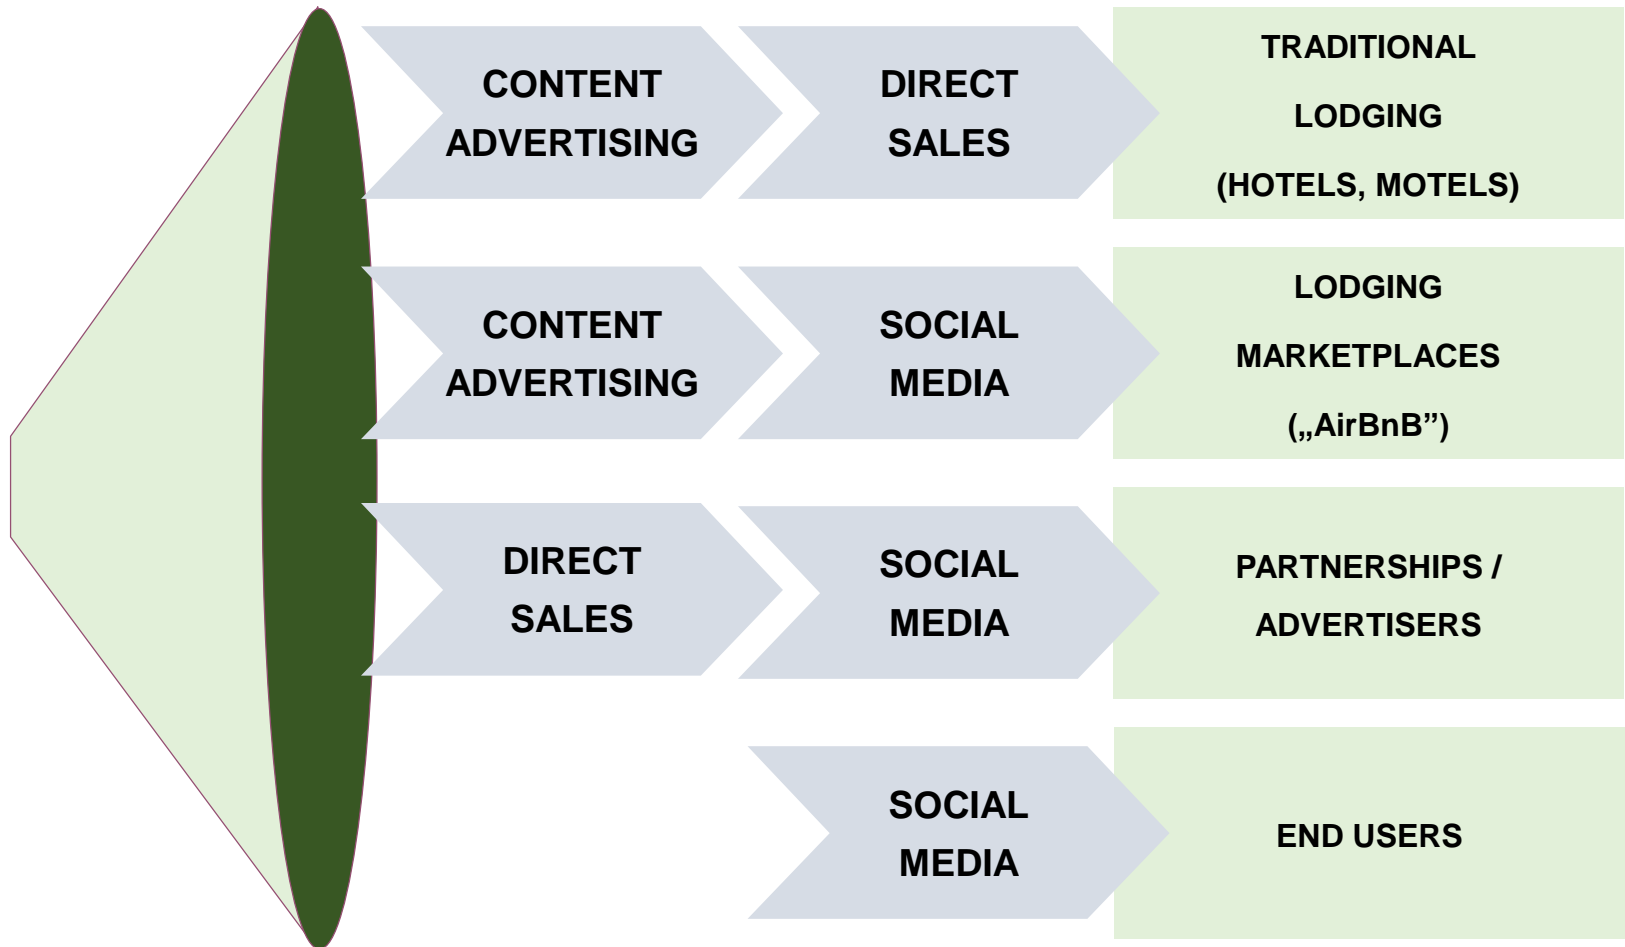 CONTENT
ADVERTISING
DIRECT
SALES
TRADITIONAL
LODGING
(HOTELS, MOTELS)
CONTENT
ADVERTISING
SOCIAL
MEDIA
LODGING
MARKETPLACES
(„AirBnB”)
DIRECT
SALES
SOCIAL
MEDIA
PARTNERSHIPS /
ADVERTISERS
SOCIAL
MEDIA
END USERS